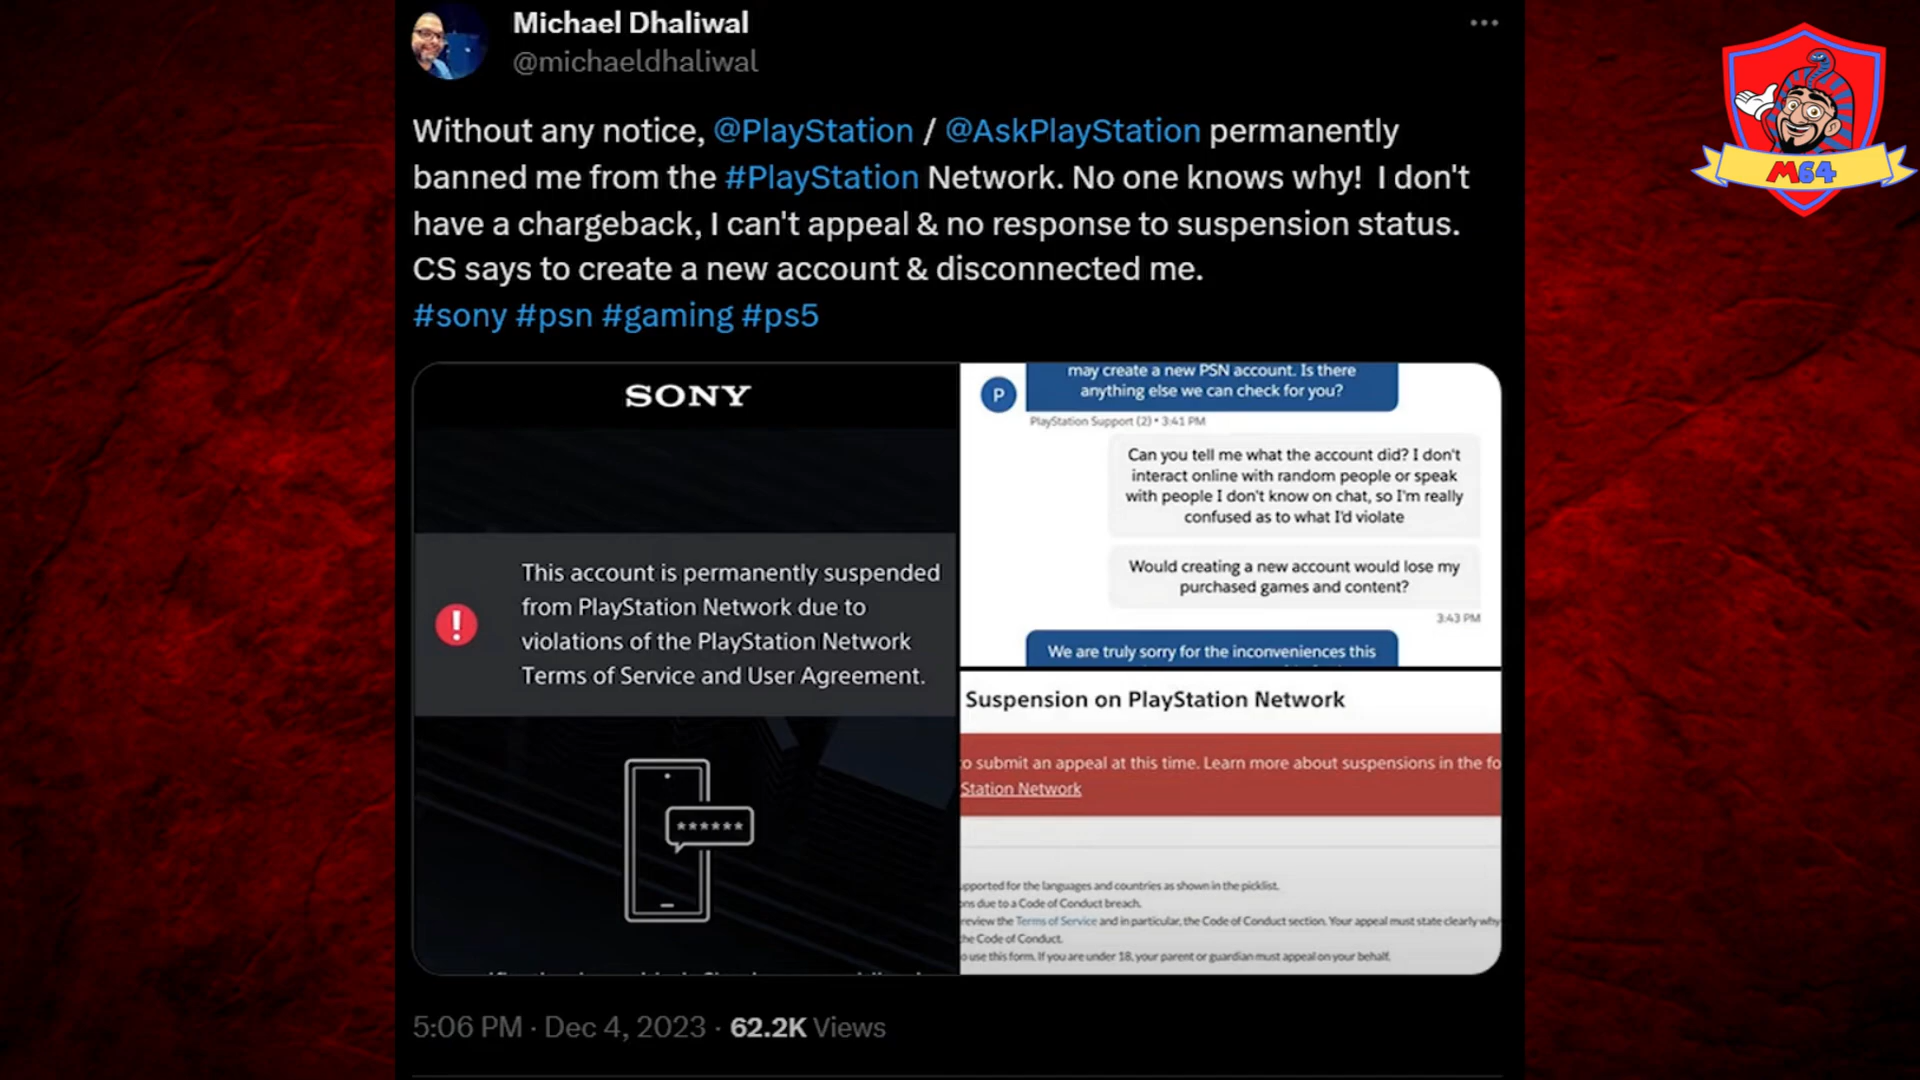 Michael Dhaliwal
@michaeldhaliwal
M64
Without any notice, @PlayStation / @AskPlayStation permanently
banned me from the #PlayStation Network. No one knows why! I don't
have a chargeback, I can't appeal & no response to suspension status.
CS says to create a new account & disconnected me.
#sony #psn #gaming #ps5
SONY
This account is permanently suspended
from PlayStation Network due to
violations of the PlayStation Network
Terms of Service and User Agreement.
******
may create a new PSN account. Is there
anything else we can check for you?
P
PlayStation Support (2) • 3:41 PM
Can you tell me what the account did? I don't
interact online with random people or speak
with people I don't know on chat, so I'm really
confused as to what I'd violate
Would creating a new account would lose my
purchased games and content?
3:43 PM
We are truly sorry for the inconveniences this
Suspension on PlayStation Network
o submit an appeal at this time. Learn more about suspensions in the fo
Station Network
upported for the languages and countries as shown in the picklist.
ons due to a Code of Conduct breach.
review the Terms of Service and in particular, the Code of Conduct section. Your appeal must state clearly why
he Code of Conduct.
o use this form. If you are under 18, your parent or guardian must appeal on your behalf.
5:06 PM · Dec 4, 2023 · 62.2K Views